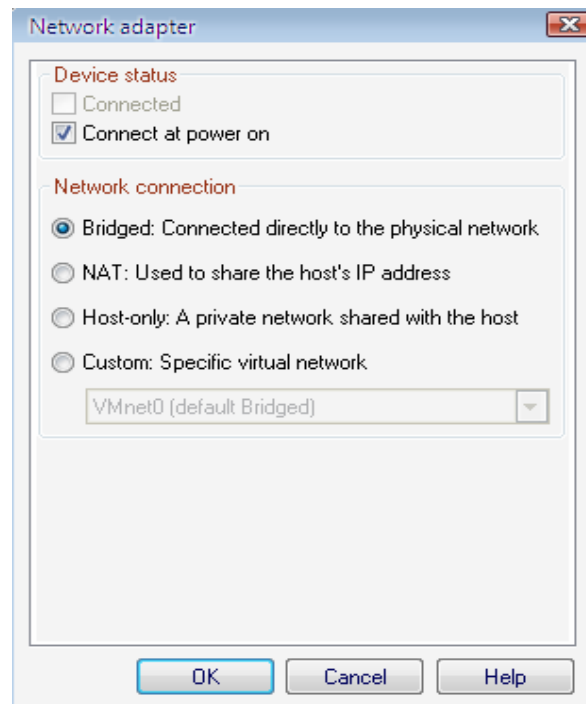 Network adapter
Device status
Connected
Connect at power on
Network connection
Bridged: Connected directly to the physical network
NAT: Used to share the host's IP address
Host-only: A private network shared with the host
Custom: Specific virtual network
VMnet0 (default Bridged)
OK Cancel Help